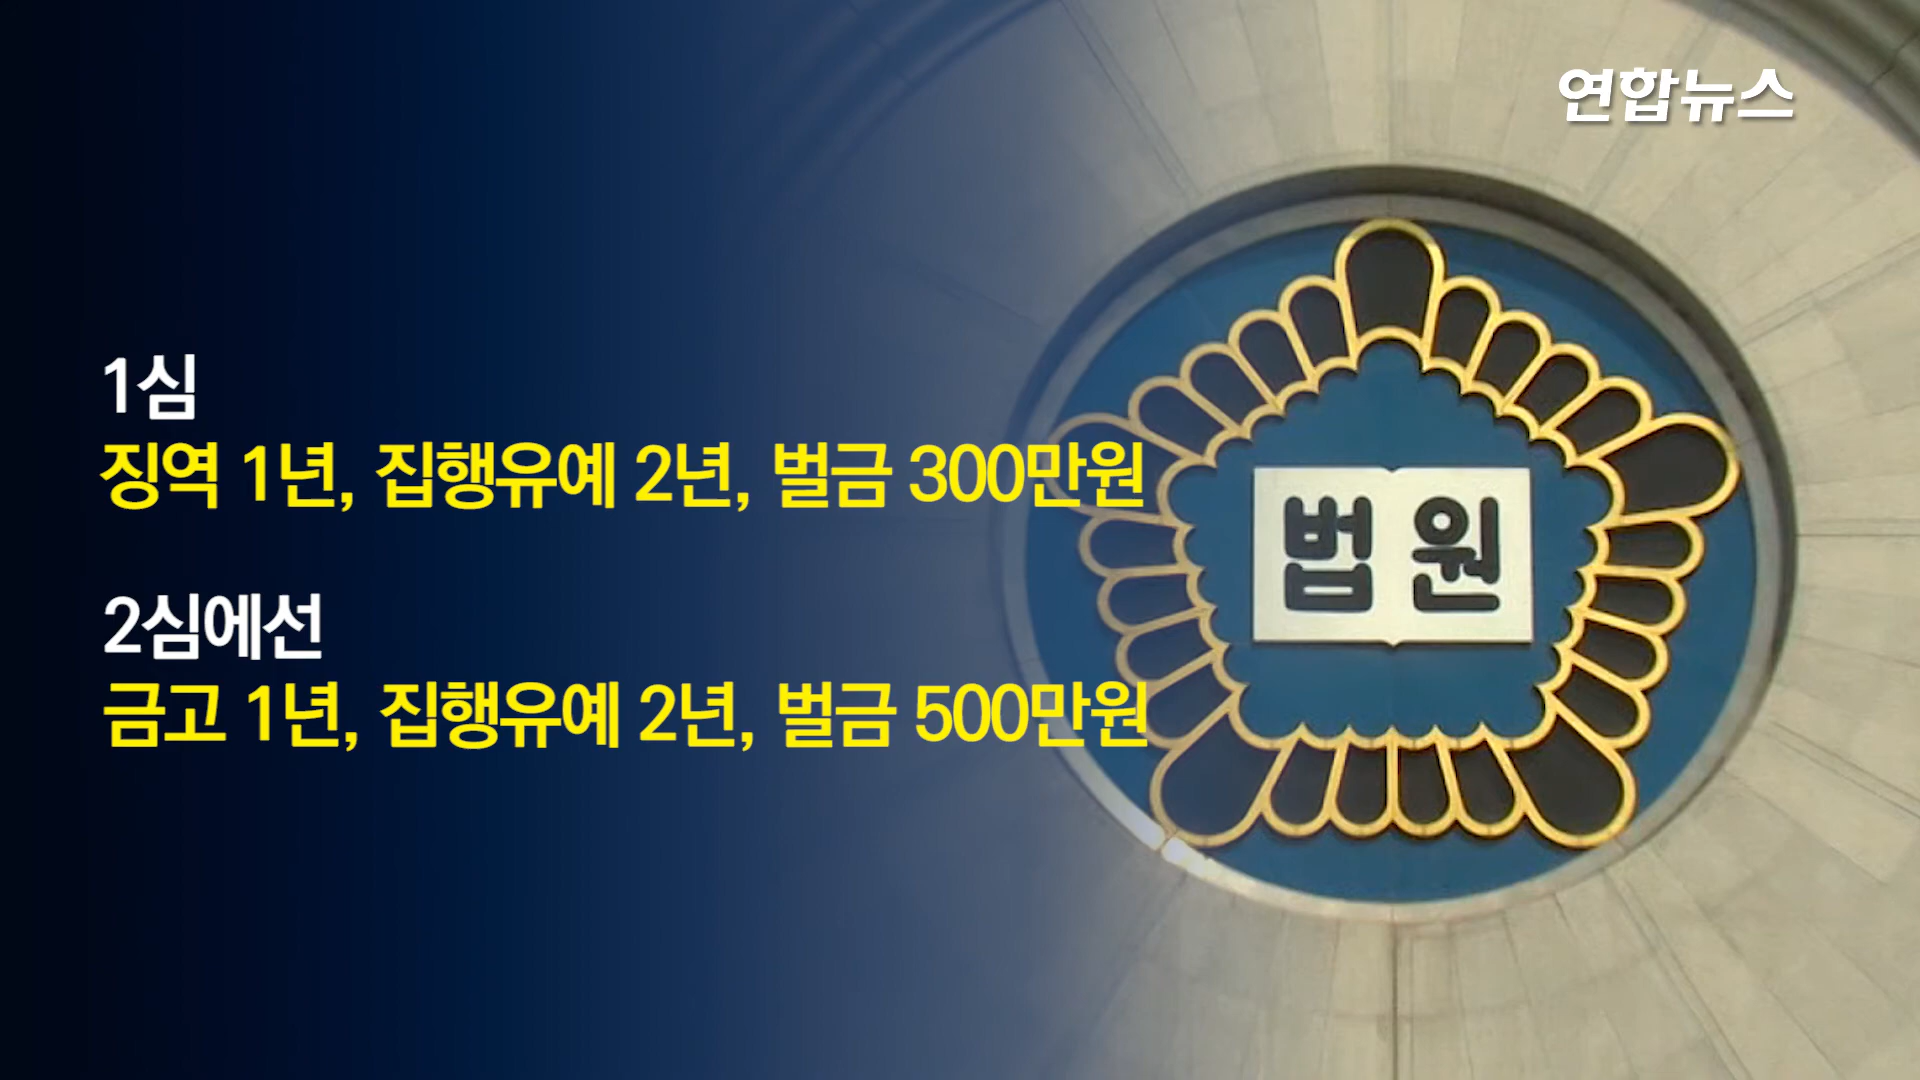 연합뉴스
1심
징역 1년, 집행유예 2년, 벌금 300만원
2심에선
금고 1년, 집행유예 2년, 벌금 500만원
법원